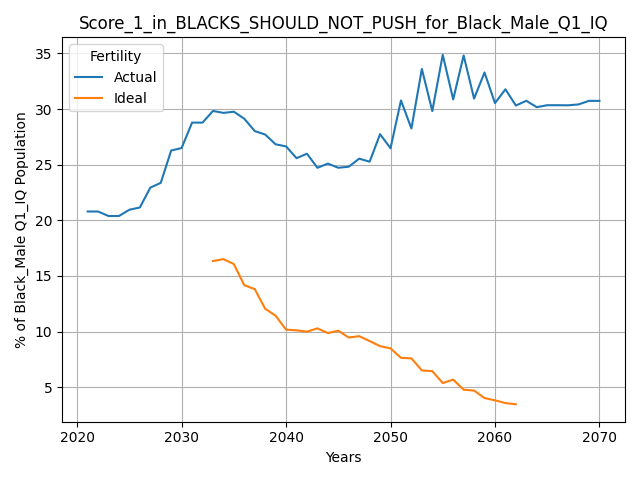 Score_1_in_BLACKS_SHOULD_NOT_PUSH_for_Black_Male_Q1_IQ
Fertility
Actual
Ideal
% of Black_Male Q1_IQ Population
35
30
25
20
15
10
5
2020 2030 2040 2050 2060 2070
Years